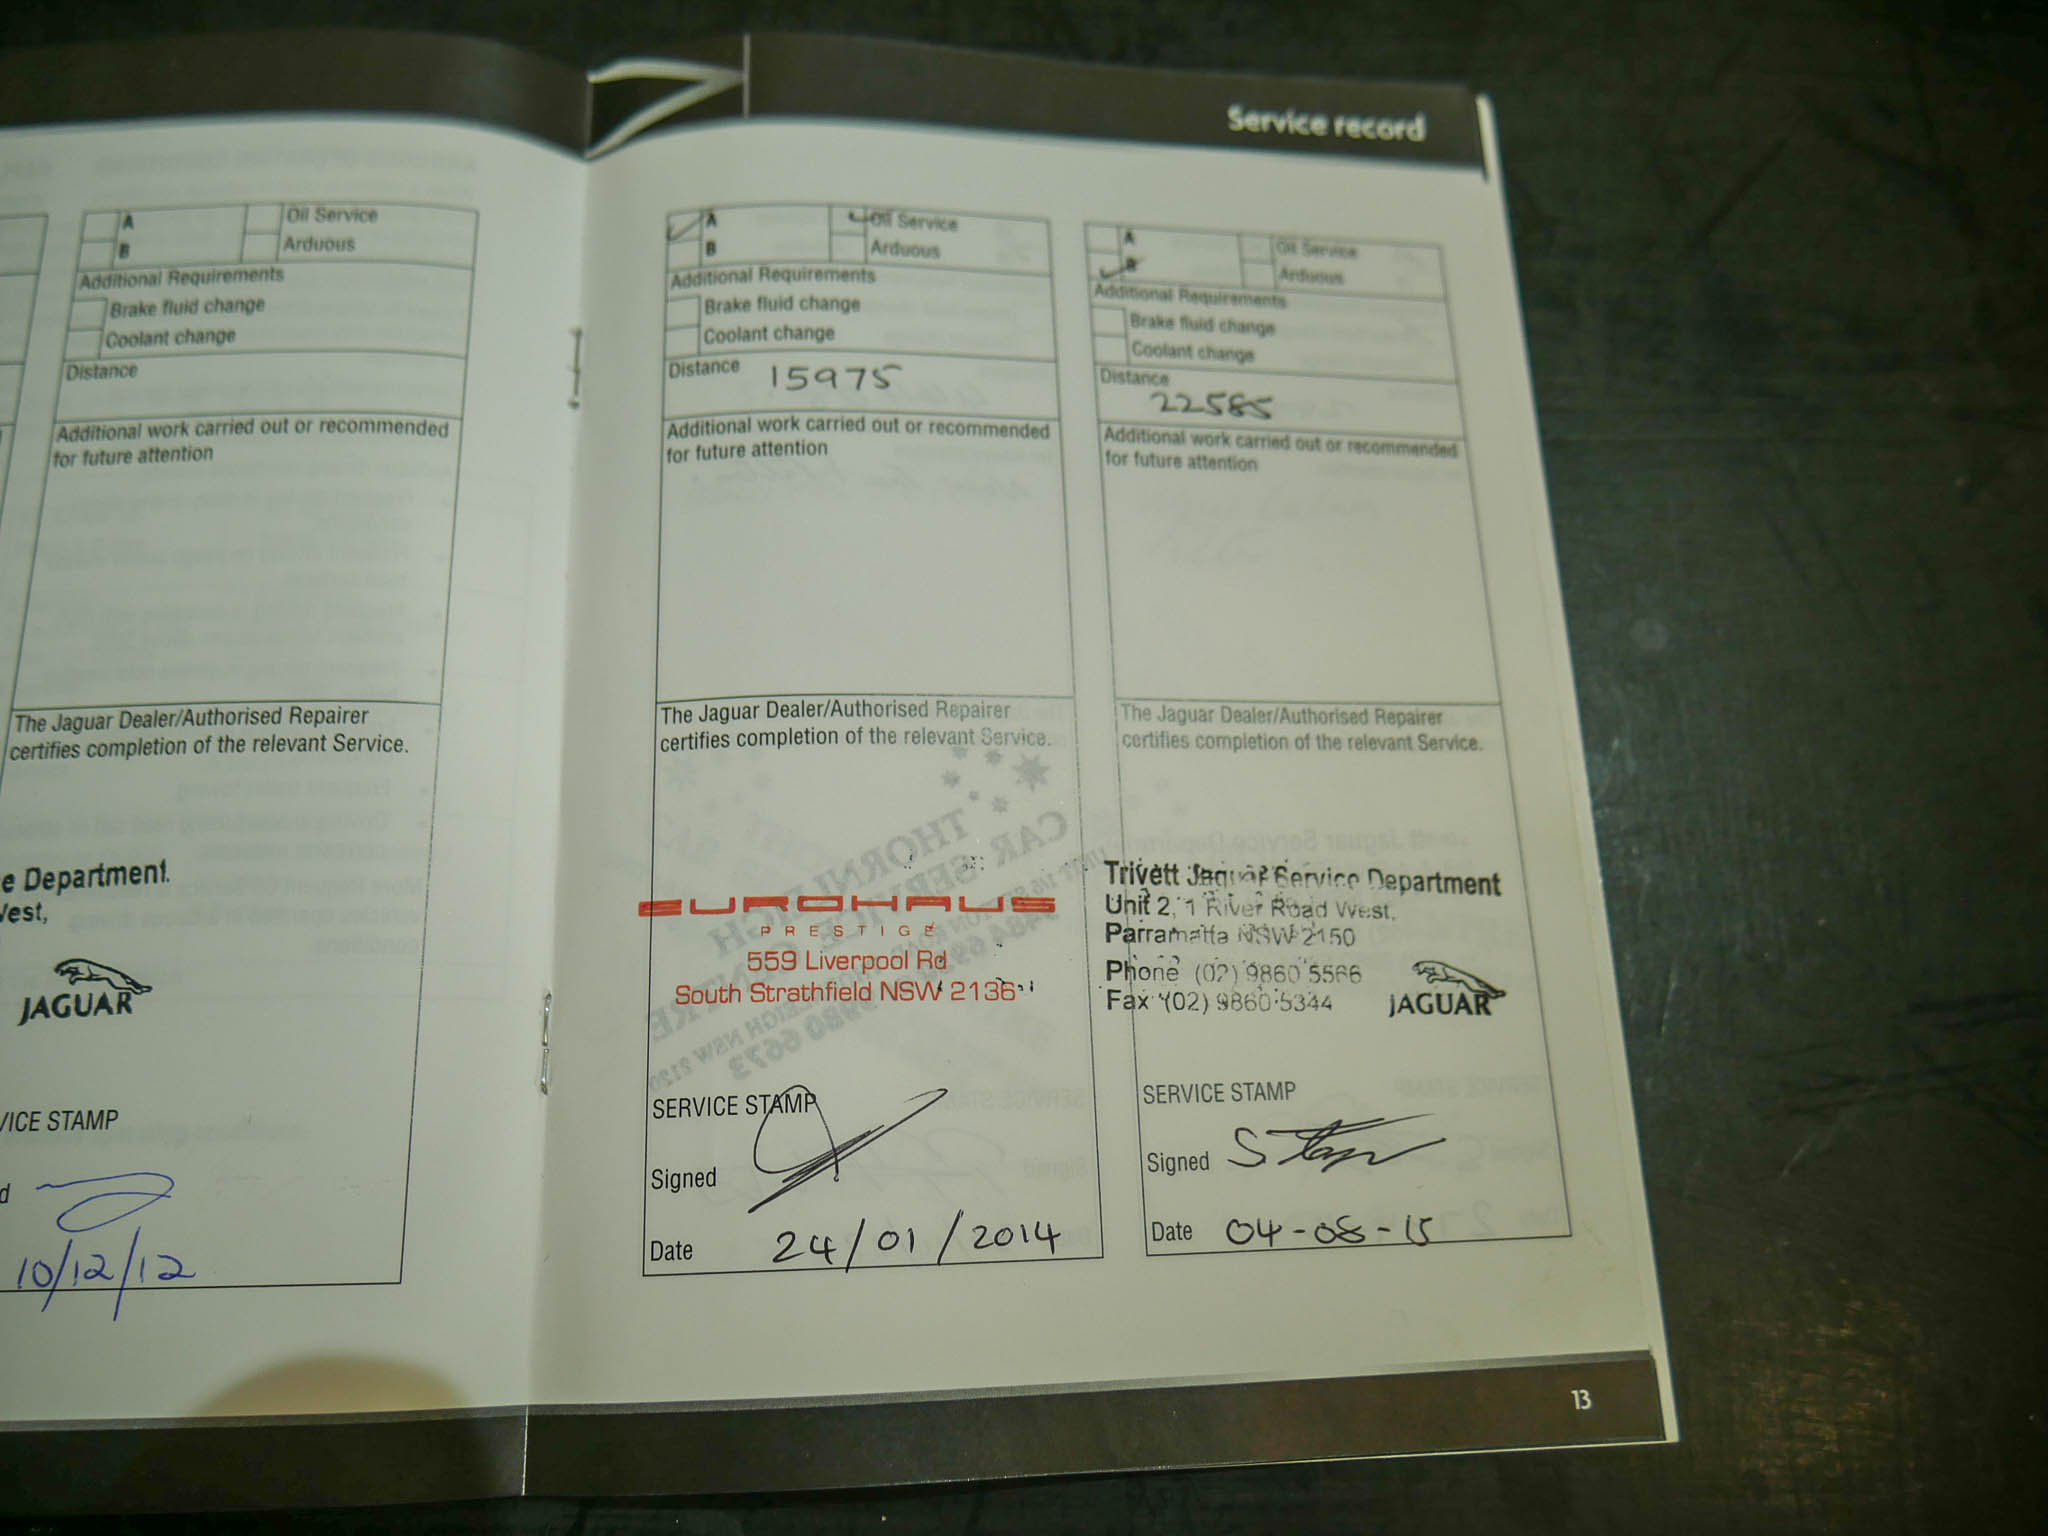 Service record
A
Oil Service
B
Arduous
Additional Requirements
Brake fluid change
Coolant change
Distance
Additional work carried out or recommended
for future attention
The Jaguar Dealer/Authorised Repairer
certifies completion of the relevant Service.
e Department.
Vest,
JAGUAR
VICE STAMP
d
10/12/12
A
Oil Service
B
Arduous
Additional Requirements
Brake fluid change
Coolant change
Distance 15975
Additional work carried out or recommended
for future attention
The Jaguar Dealer/Authorised Repairer
certifies completion of the relevant Service.
EUROHAUS
PRESTIGE
559 Liverpool Rd
South Strathfield NSW 2136
SERVICE STAMP
Signed
Date 24/01/2014
A
Oil Service
B
Arduous
Additional Requirements
Brake fluid change
Coolant change
Distance
22585
Additional work carried out or recommended
for future attention
The Jaguar Dealer/Authorised Repairer
certifies completion of the relevant Service.
Trivett Jaguar Service Department
Unit 2, 1 River Road West,
Parramatta NSW 2150
Phone (02) 9860 5566
Fax (02) 9860 5344
JAGUAR
SERVICE STAMP
Signed
Date 04-08-15
13